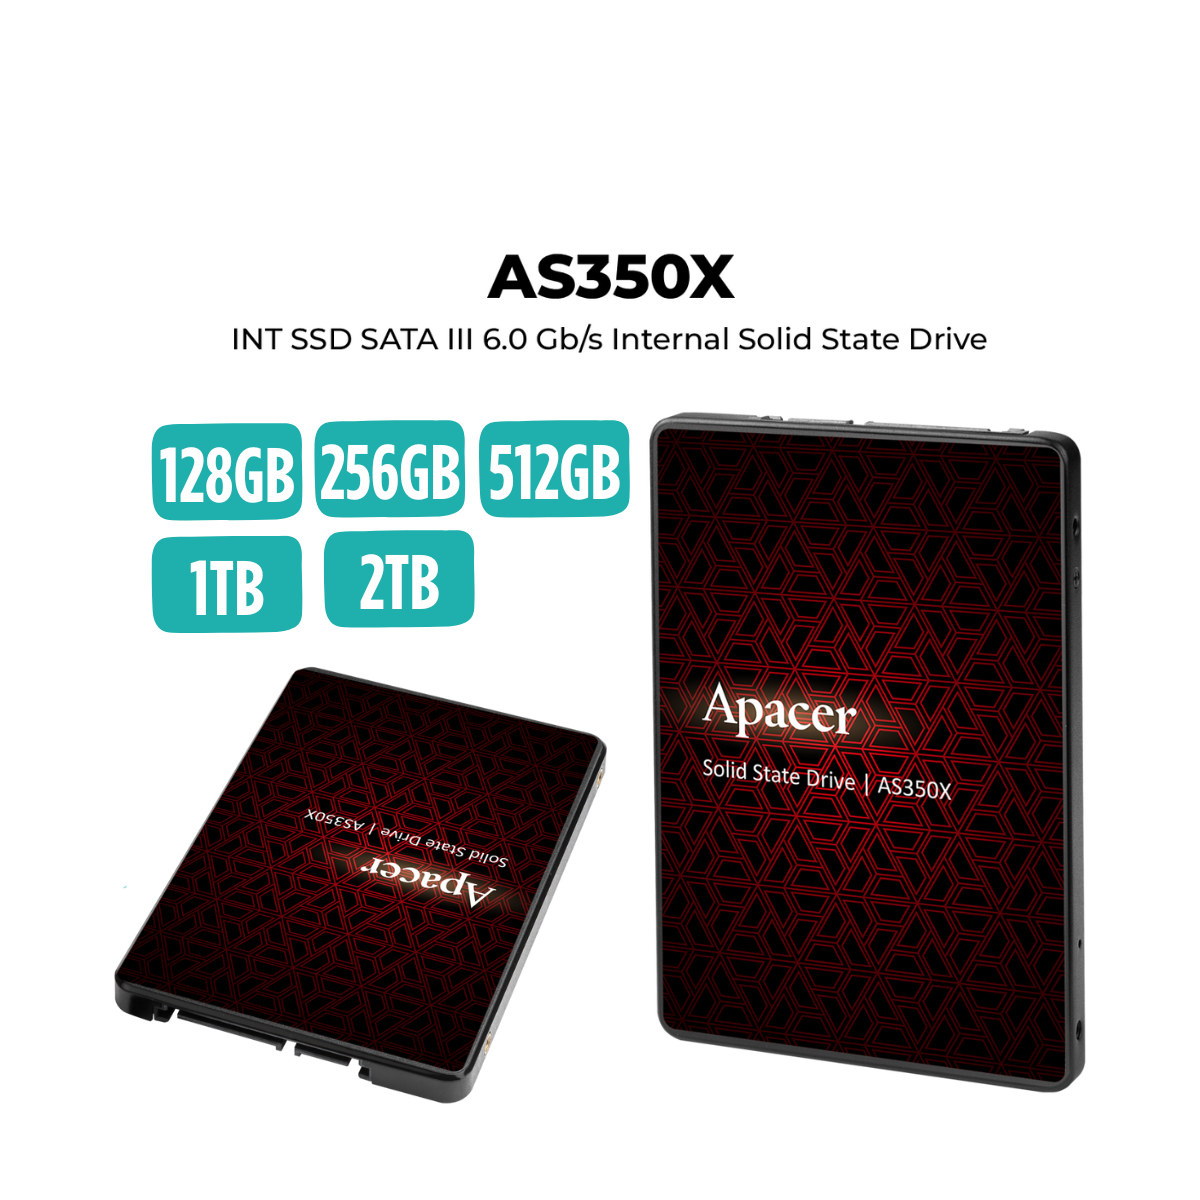 AS350X
INT SSD SATA III 6.0 Gb/s Internal Solid State Drive
128GB
256GB
512GB
1TB
2TB
Apacer
Solid State Drive | AS350X
Apacer
Solid State Drive | AS350X